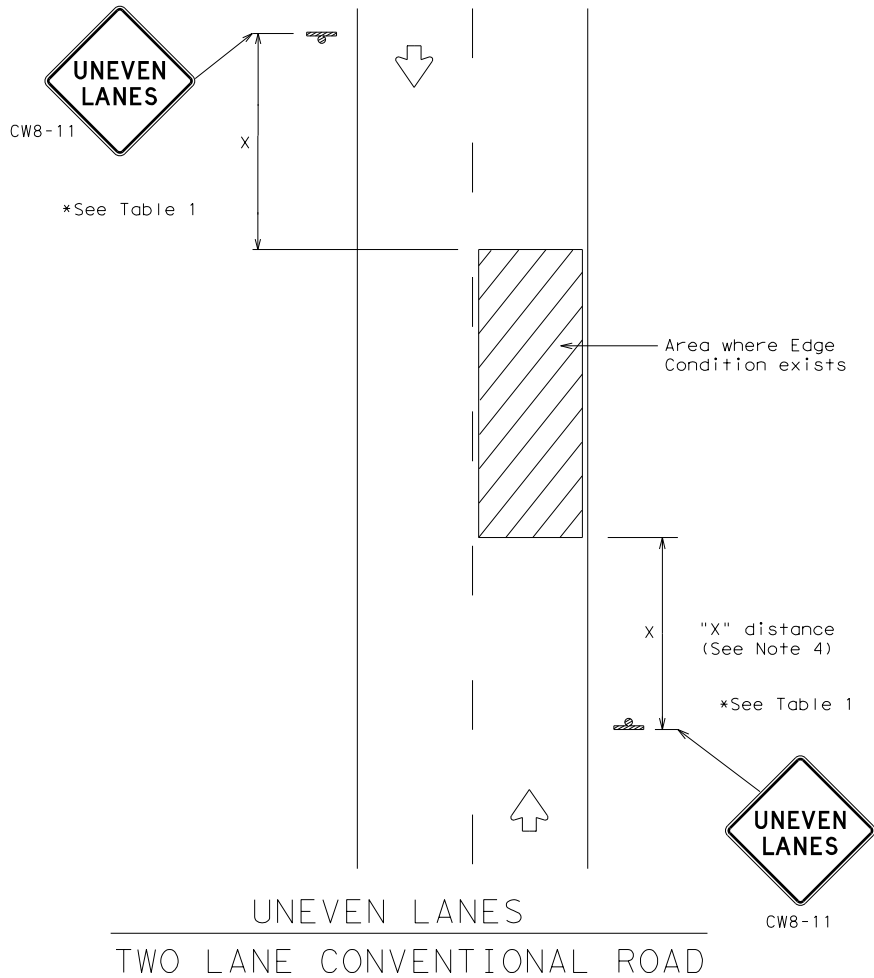 UNEVEN
LANES
CW8-11
X
*See Table 1
Area where Edge
Condition exists
X
"X" distance
(See Note 4)
*See Table 1
UNEVEN
LANES
CW8-11
UNEVEN LANES
TWO LANE CONVENTIONAL ROAD